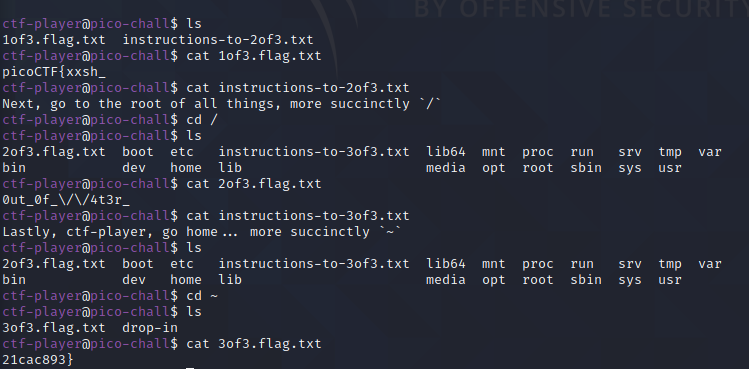 BY OFFENSIVE SECURITY
ctf-player@pico-chall$ ls
1of3.flag.txt  instructions-to-2of3.txt
ctf-player@pico-chall$ cat 1of3.flag.txt
picoCTF{xxsh_
ctf-player@pico-chall$ cat instructions-to-2of3.txt
Next, go to the root of all things, more succinctly `/`
ctf-player@pico-chall$ cd /
ctf-player@pico-chall$ ls
2of3.flag.txt  boot  etc   instructions-to-3of3.txt  lib64  mnt  proc  run   srv  tmp  var
bin            dev   home  lib                       media  opt  root  sbin  sys  usr
ctf-player@pico-chall$ cat 2of3.flag.txt
0ut_0f_\/\/4t3r_
ctf-player@pico-chall$ cat instructions-to-3of3.txt
Lastly, ctf-player, go home... more succinctly `~`
ctf-player@pico-chall$ ls
2of3.flag.txt  boot  etc   instructions-to-3of3.txt  lib64  mnt  proc  run   srv  tmp  var
bin            dev   home  lib                       media  opt  root  sbin  sys  usr
ctf-player@pico-chall$ cd ~
ctf-player@pico-chall$ ls
3of3.flag.txt  drop-in
ctf-player@pico-chall$ cat 3of3.flag.txt
21cac893}